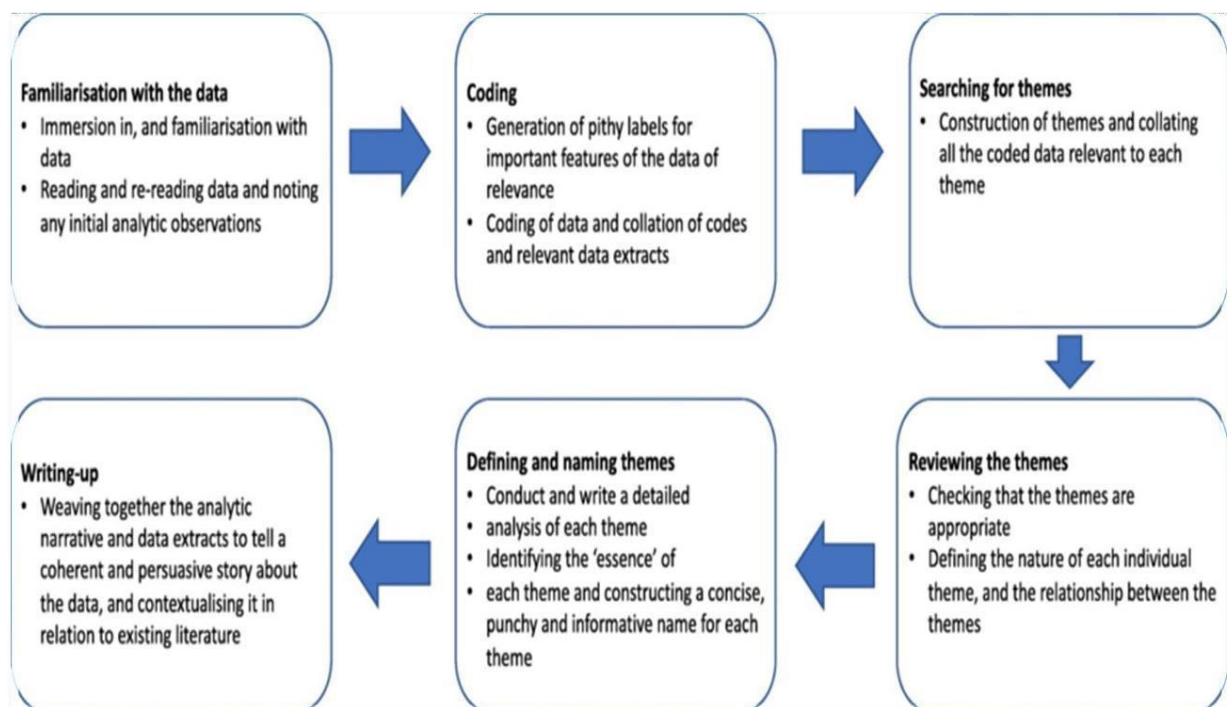 Familiarisation with the data
• Immersion in, and familiarisation with
data
• Reading and re-reading data and noting
any initial analytic observations
Coding
• Generation of pithy labels for
important features of the data of
relevance
• Coding of data and collation of codes
and relevant data extracts
Searching for themes
• Construction of themes and collating
all the coded data relevant to each
theme
Reviewing the themes
• Checking that the themes are
appropriate
• Defining the nature of each individual
theme, and the relationship between the
themes
Defining and naming themes
• Conduct and write a detailed
• analysis of each theme
• Identifying the ‘essence’ of
• each theme and constructing a concise,
punchy and informative name for each
theme
Writing-up
• Weaving together the analytic
narrative and data extracts to tell a
coherent and persuasive story about
the data, and contextualising it in
relation to existing literature